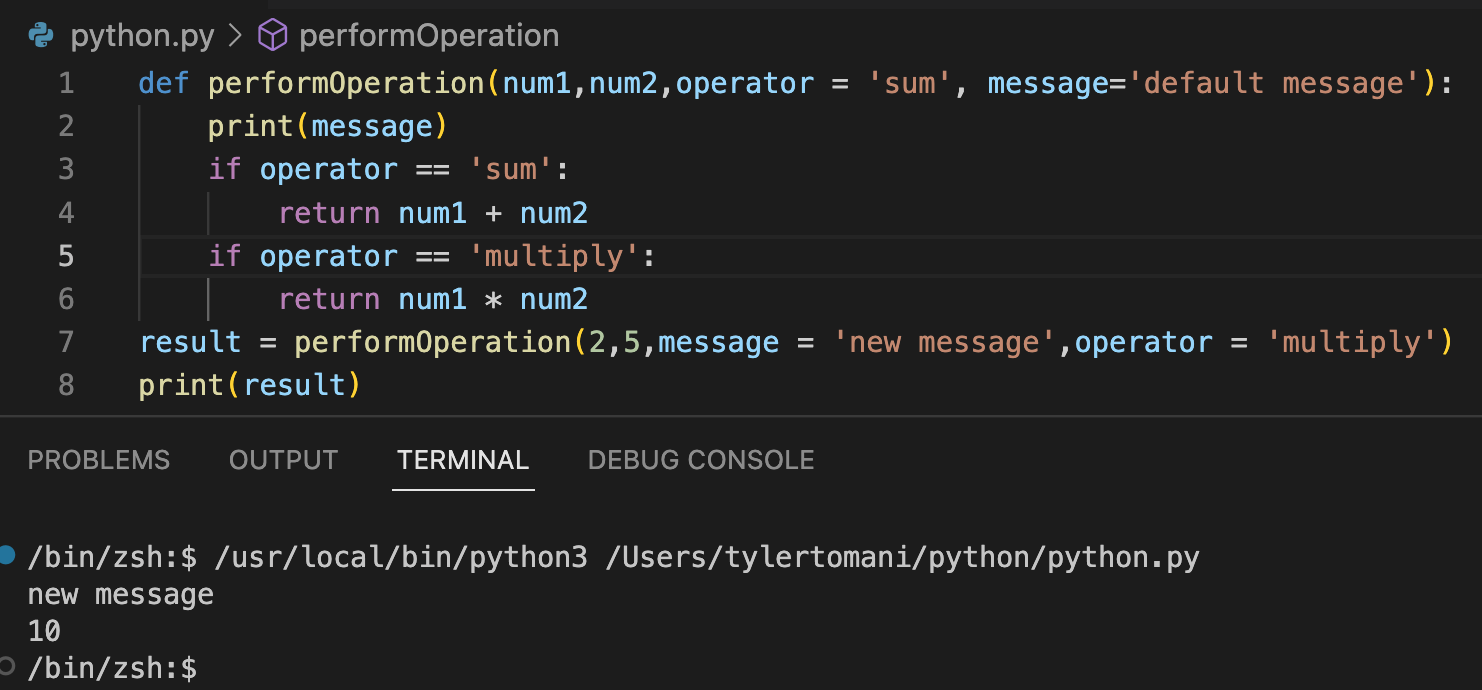 python.py > performOperation
1 def performOperation(num1,num2,operator = 'sum', message='default message'):
2 print(message)
3 if operator == 'sum':
4 return num1 + num2
5 if operator == 'multiply':
6 return num1 * num2
7 result = performOperation(2,5,message = 'new message',operator = 'multiply')
8 print(result)
PROBLEMS OUTPUT TERMINAL DEBUG CONSOLE
/bin/zsh:$ /usr/local/bin/python3 /Users/tylertomani/python/python.py
new message
10
/bin/zsh:$